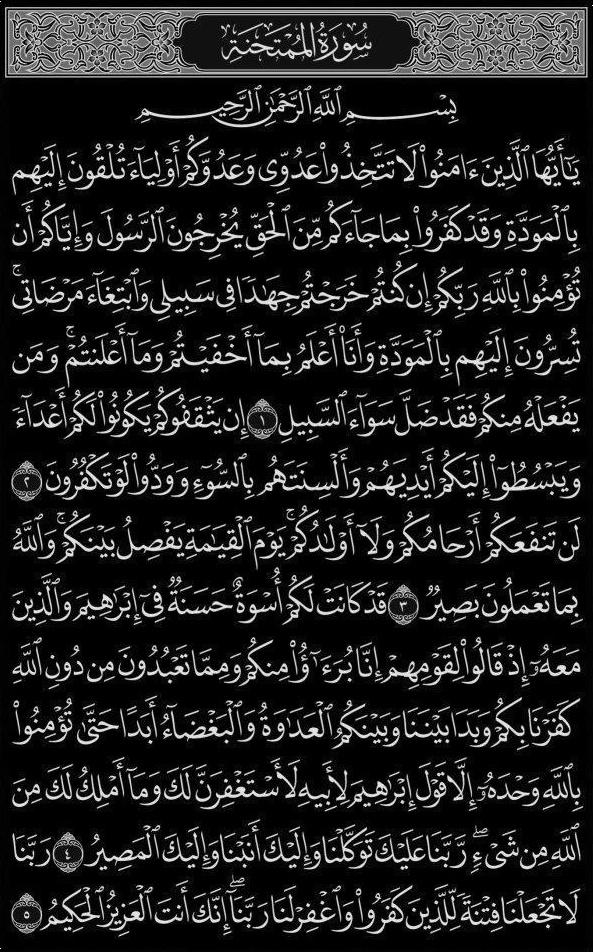 سُورَةُ المُمْتَحنَةِ
بِسْمِ ٱللَّهِ ٱلرَّحْمَٰنِ ٱلرَّحِيمِ
يَٰٓأَيُّهَا ٱلَّذِينَ ءَامَنُوا۟ لَا تَتَّخِذُوا۟ عَدُوِّى وَعَدُوَّكُمْ أَوْلِيَآءَ تُلْقُونَ إِلَيْهِم
بِٱلْمَوَدَّةِ وَقَدْ كَفَرُوا۟ بِمَا جَآءَكُم مِّنَ ٱلْحَقِّ يُخْرِجُونَ ٱلرَّسُولَ وَإِيَّاكُمْ أَن
تُؤْمِنُوا۟ بِٱللَّهِ رَبِّكُمْ إِن كُنتُمْ خَرَجْتُمْ جِهَٰدًا فِى سَبِيلِى وَٱبْتِغَآءَ مَرْضَاتِى ۚ
تُسِرُّونَ إِلَيْهِم بِٱلْمَوَدَّةِ وَأَنَا۠ أَعْلَمُ بِمَآ أَخْفَيْتُمْ وَمَآ أَعْلَنتُمْ ۚ وَمَن
يَفْعَلْهُ مِنكُمْ فَقَدْ ضَلَّ سَوَآءَ ٱلسَّبِيلِ ١ إِن يَثْقَفُوكُمْ يَكُونُوا۟ لَكُمْ أَعْدَآءً
وَيَبْسُطُوٓا۟ إِلَيْكُمْ أَيْدِيَهُمْ وَأَلْسِنَتَهُم بِٱلسُّوٓءِ وَوَدُّوا۟ لَوْ تَكْفُرُونَ ٢
لَن تَنفَعَكُمْ أَرْحَامُكُمْ وَلَآ أَوْلَٰدُكُمْ ۚ يَوْمَ ٱلْقِيَٰمَةِ يَفْصِلُ بَيْنَكُمْ ۚ وَٱللَّهُ
بِمَا تَعْمَلُونَ بَصِيرٌ ٣ قَدْ كَانَتْ لَكُمْ أُسْوَةٌ حَسَنَةٌ فِىٓ إِبْرَٰهِيمَ وَٱلَّذِينَ
مَعَهُۥٓ إِذْ قَالُوا۟ لِقَوْمِهِمْ إِنَّا بُرَءَٰٓؤُا۟ مِنكُمْ وَمِمَّا تَعْبُدُونَ مِن دُونِ ٱللَّهِ
كَفَرْنَا بِكُمْ وَبَدَا بَيْنَنَا وَبَيْنَكُمُ ٱلْعَدَٰوَةُ وَٱلْبَغْضَآءُ أَبَدًا حَتَّىٰ تُؤْمِنُوا۟
بِٱللَّهِ وَحْدَهُۥٓ إِلَّا قَوْلَ إِبْرَٰهِيمَ لِأَبِيهِ لَأَسْتَغْفِرَنَّ لَكَ وَمَآ أَمْلِكُ لَكَ مِنَ
ٱللَّهِ مِن شَىْءٍ ۖ رَّبَّنَا عَلَيْكَ تَوَكَّلْنَا وَإِلَيْكَ أَنَبْنَا وَإِلَيْكَ ٱلْمَصِيرُ ٤ رَبَّنَا
لَا تَجْعَلْنَا فِتْنَةً لِّلَّذِينَ كَفَرُوا۟ وَٱغْفِرْ لَنَا رَبَّنَآ ۖ إِنَّكَ أَنتَ ٱلْعَزِيزُ ٱلْحَكِيمُ ٥